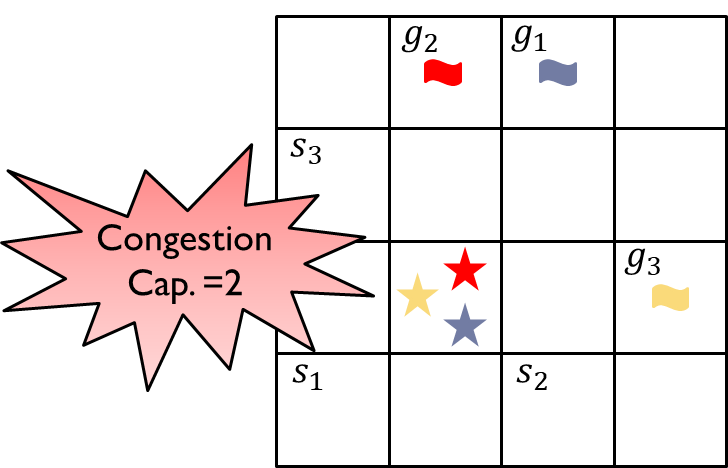 g₂ g₁
s₃
Congestion
Cap. =2
g₃
s₁ s₂